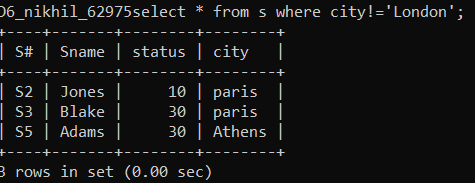 D6_nikhil_62975select * from s where city!='London';
+----+-------+--------+--------+
| S# | Sname | status | city   |
+----+-------+--------+--------+
| S2 | Jones |     10 | paris  |
| S3 | Blake |     30 | paris  |
| S5 | Adams |     30 | Athens |
+----+-------+--------+--------+
3 rows in set (0.00 sec)